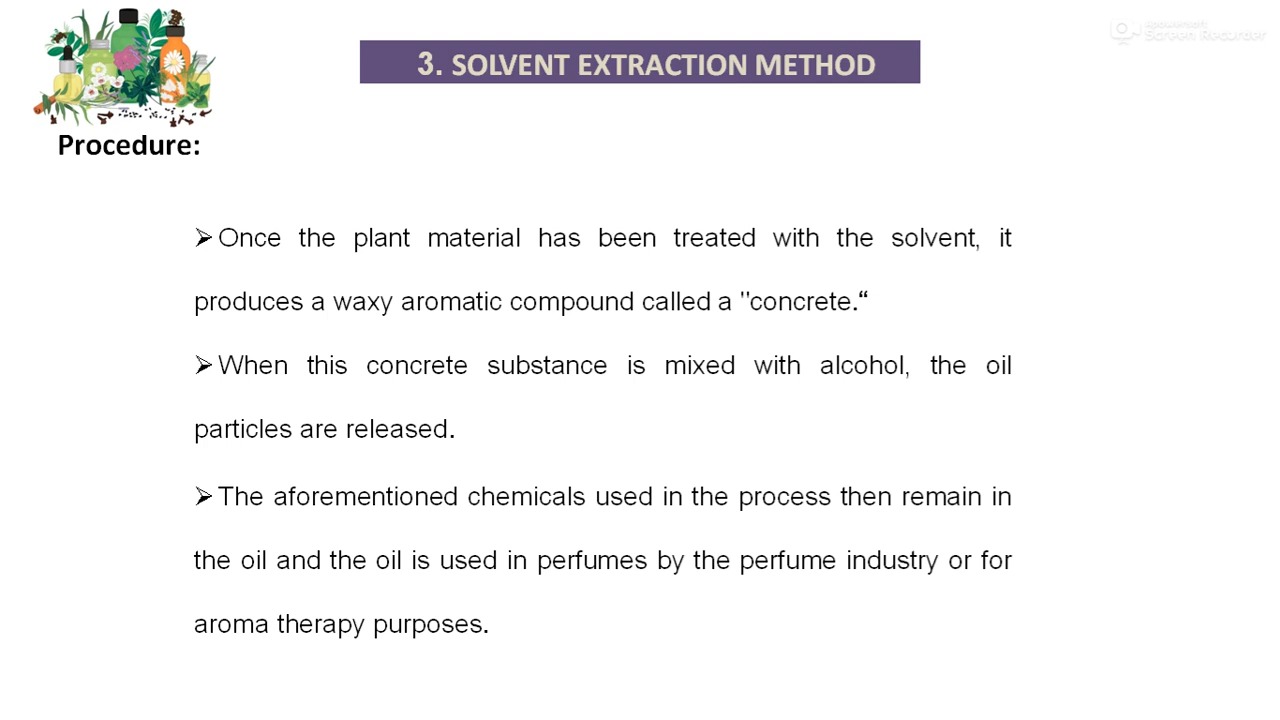 Apowersoft
Screen Recorder
3. SOLVENT EXTRACTION METHOD
Procedure:
➢Once the plant material has been treated with the solvent, it
produces a waxy aromatic compound called a "concrete.“
➢When this concrete substance is mixed with alcohol, the oil
particles are released.
➢The aforementioned chemicals used in the process then remain in
the oil and the oil is used in perfumes by the perfume industry or for
aroma therapy purposes.